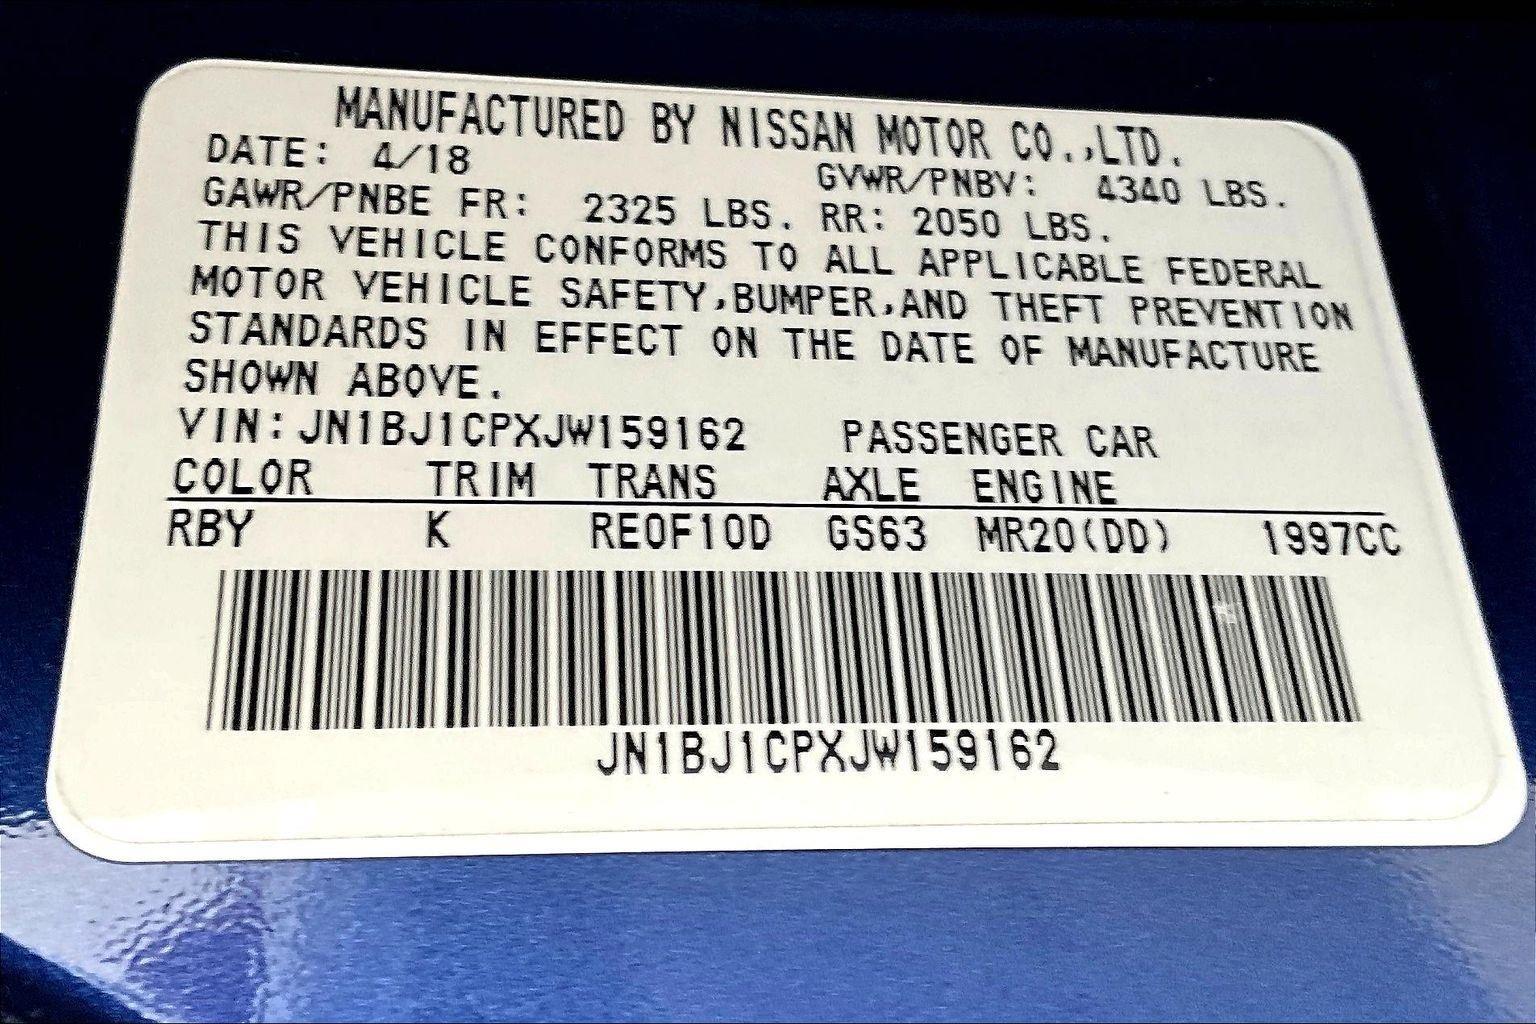 MANUFACTURED BY NISSAN MOTOR CO.,LTD.
DATE: 4/18 GVWR/PNBV: 4340 LBS.
GAWR/PNBE FR: 2325 LBS. RR: 2050 LBS.
THIS VEHICLE CONFORMS TO ALL APPLICABLE FEDERAL
MOTOR VEHICLE SAFETY,BUMPER,AND THEFT PREVENTION
STANDARDS IN EFFECT ON THE DATE OF MANUFACTURE
SHOWN ABOVE.
VIN:JN1BJ1CPXJW159162 PASSENGER CAR
COLOR TRIM TRANS AXLE ENGINE
RBY K RE0F10D GS63 MR20(DD) 1997CC
JN1BJ1CPXJW159162